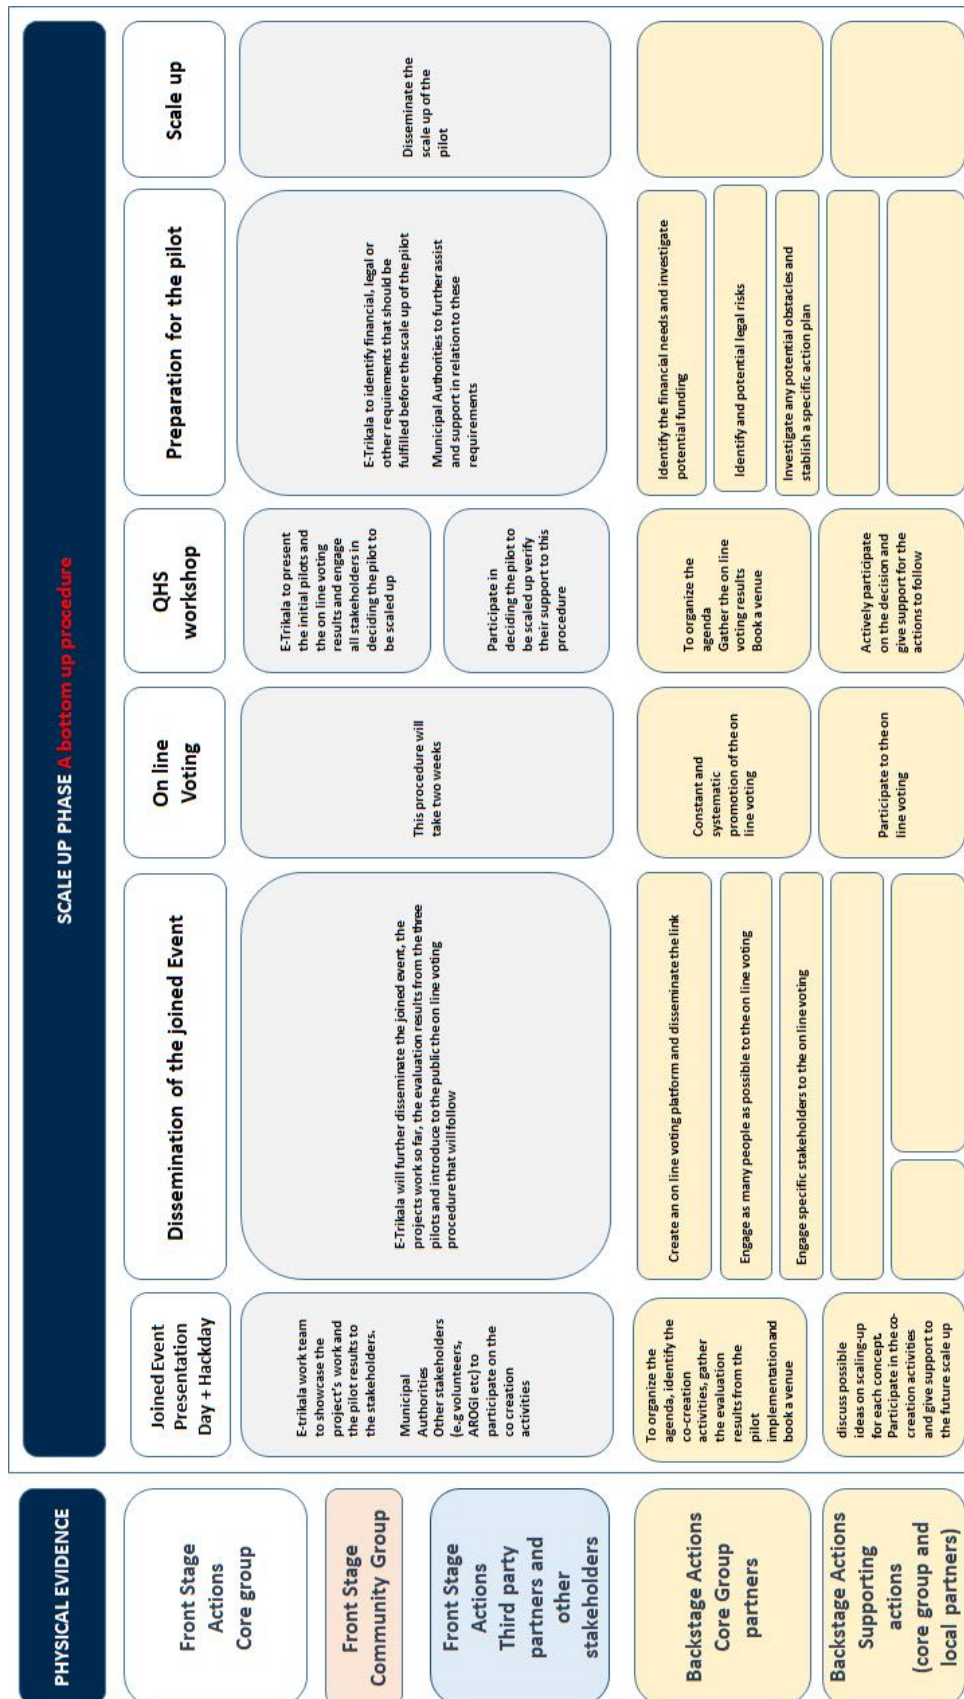 PHYSICAL EVIDENCE
SCALE UP PHASE A bottom up procedure
Front Stage
Actions
Core group
Joined Event
Presentation
Day + Hackday
Dissemination of the joined Event
On line
Voting
QHS
workshop
Preparation for the pilot
Scale up
Front Stage
Community Group
Front Stage
Actions
Third party
partners and
other
stakeholders
E-trikala work team
to showcase the
project's work and
the pilot results to
the stakeholders.
Municipal
Authorities
Other stakeholders
(e.g volunteers,
AROGI etc) to
participate on the
co creation
activities
E-Trikala will further disseminate the joined event, the
projects work so far, the evaluation results from the three
pilots and introduce to the public the on line voting
procedure that will follow
This procedure will
take two weeks
E-Trikala to present
the initial pilots and
the on line voting
results and engage
all stakeholders in
deciding the pilot to
be scaled up
Participate in
deciding the pilot to
be scaled up verify
their support to this
procedure
E-Trikala to identify financial, legal or
other requirements that should be
fulfilled before the scale up of the pilot
Municipal Authorities to further assist
and support in relation to these
requirements
Disseminate the
scale up of the
pilot
Backstage Actions
Core Group
partners
To organize the
agenda, identify the
co-creation
activities, gather
the evaluation
results from the
pilot
implementation and
book a venue
Create an on line voting platform and disseminate the link
Engage as many people as possible to the on line voting
Engage specific stakeholders to the on line voting
Constant and
systematic
promotion of the on
line voting
To organize the
agenda
Gather the on line
voting results
Book a venue
Identify the financial needs and investigate
potential funding
Identify and potential legal risks
Investigate any potential obstacles and
stablish a specific action plan
Backstage Actions
Supporting
actions
(core group and
local partners)
discuss possible
ideas on scaling-up
for each concept.
Participate in the co-
creation activities
and give support to
the future scale up
Participate to the on
line voting
Actively participate
on the decision and
give support for the
actions to follow